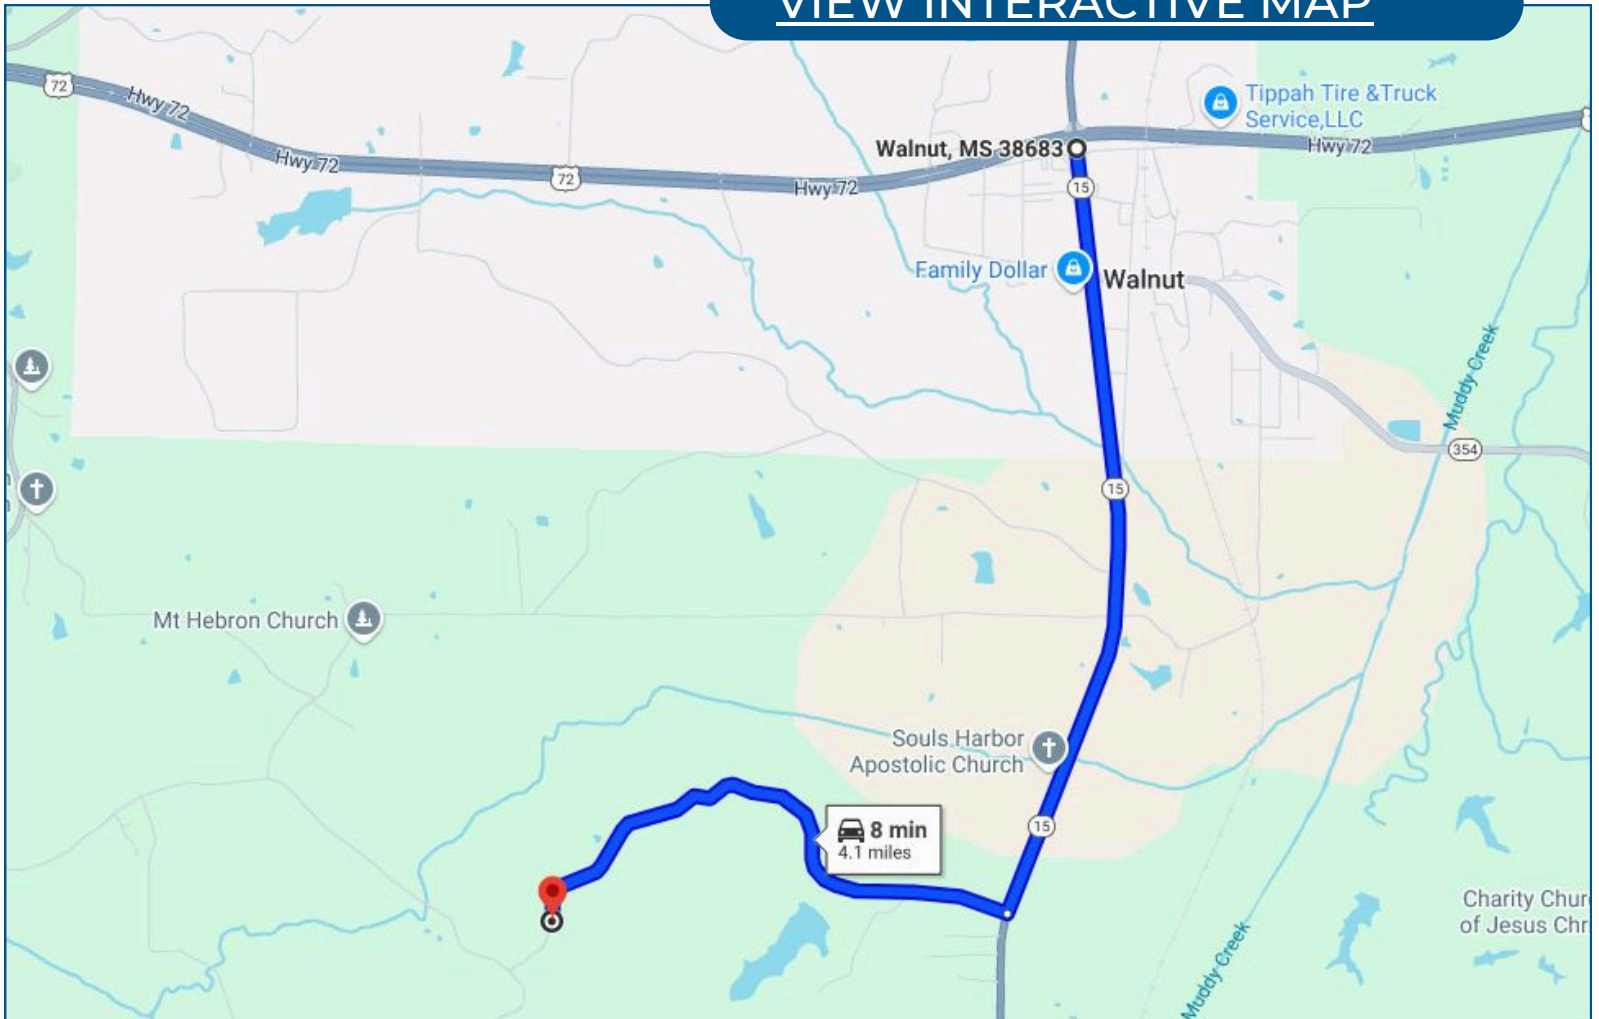 VIEW INTERACTIVE MAP
72
Hwy 72
Tippah Tire &Truck
Service,LLC
Walnut, MS 38683
Hwy 72
Hwy 72
72
Hwy 72
15
Family Dollar
Walnut
Muddy Creek
354
15
Mt Hebron Church
Souls Harbor
Apostolic Church
15
8 min
4.1 miles
Charity Chur
of Jesus Chr
Muddy Creek